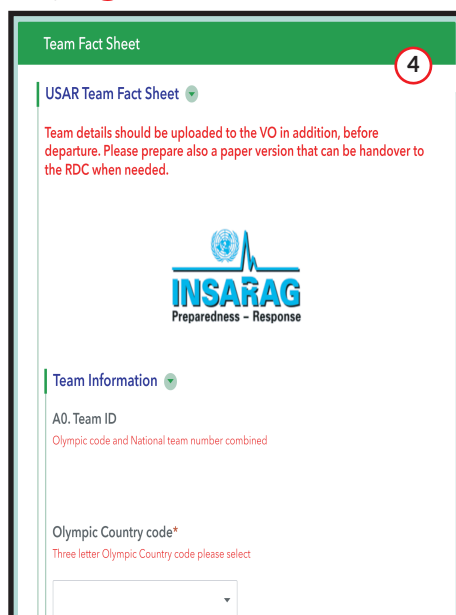 Team Fact Sheet
4
USAR Team Fact Sheet
Team details should be uploaded to the VO in addition, before
departure. Please prepare also a paper version that can be handover to
the RDC when needed.
INSARAG
Preparedness – Response
Team Information
A0. Team ID
Olympic code and National team number combined
Olympic Country code*
Three letter Olympic Country code please select